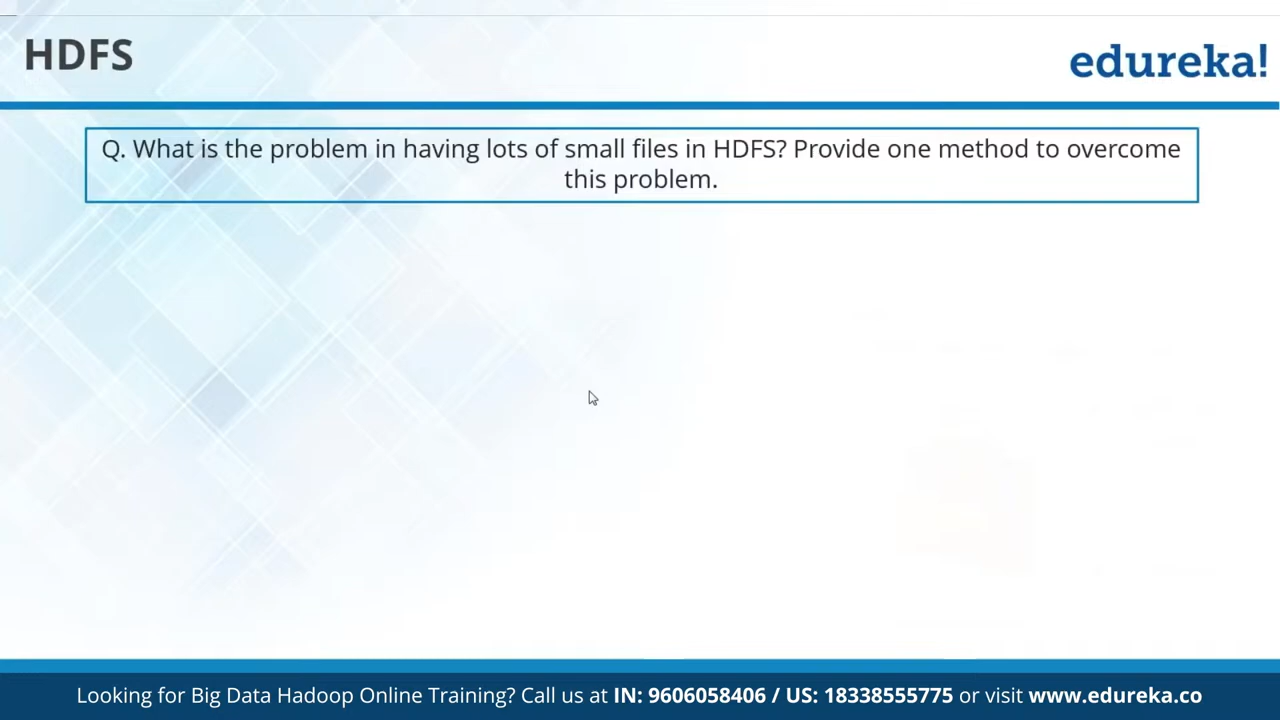 HDFS
edureka!
Q. What is the problem in having lots of small files in HDFS? Provide one method to overcome
this problem.
Looking for Big Data Hadoop Online Training? Call us at IN: 9606058406 / US: 18338555775 or visit www.edureka.co